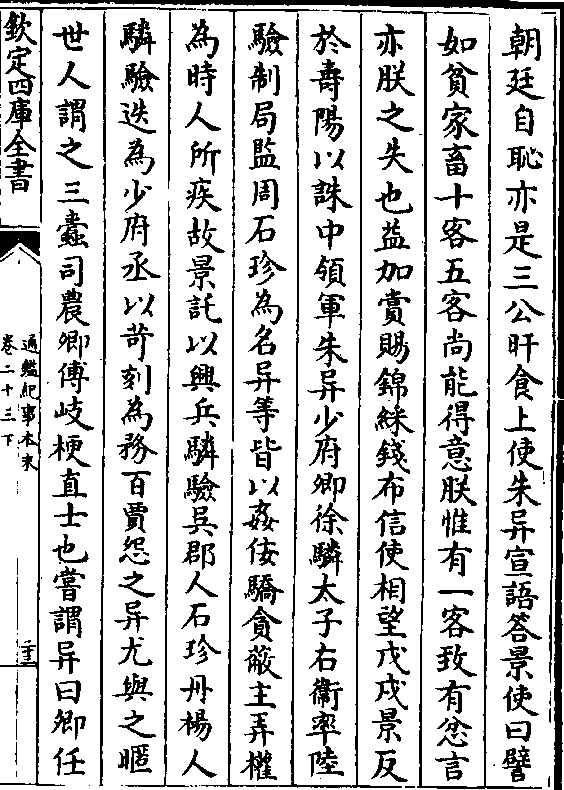 朝廷自恥亦是三公旰食上使朱异宣語答景使曰譬
如貧家畜十客五客尚能得意朕惟有一客致有忿言
亦朕之失也益加賞賜錦綵錢布信使相望戊戌景反
於壽陽以誅中領軍朱异少府卿徐驎太子右衞率陸
驗制局監周石珍為名异等皆以姦佞驕貪蔽主弄權
為時人所疾故景託以興兵驎驗吳郡人石珍丹楊人
驎驗迭為少府丞以苛刻為務百賈怨之异尤與之暱
世人謂之三蠹司農卿傅岐梗直士也嘗謂异曰卿任
欽定四庫全書
通鑑紀事本末
卷二十三下
二十三